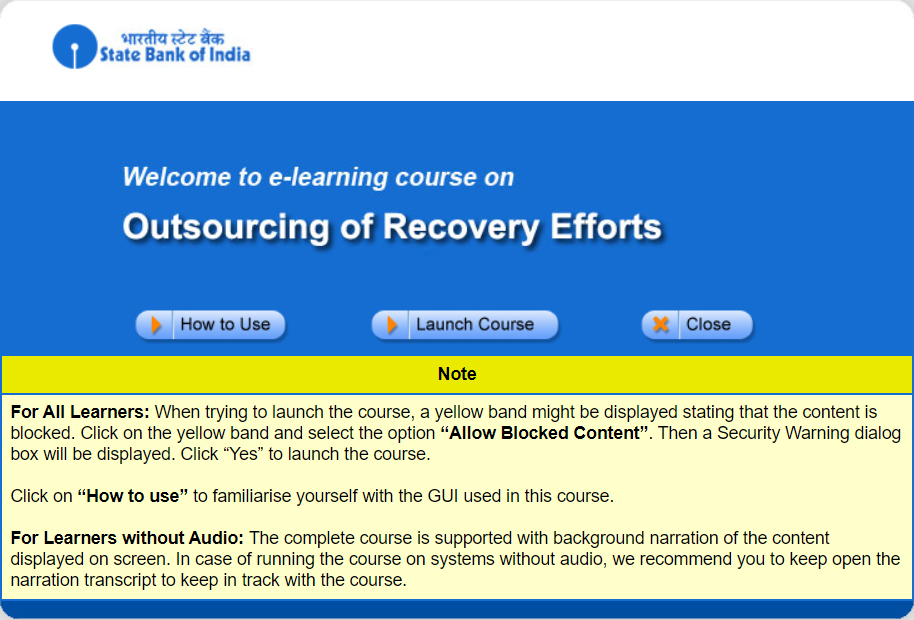 भारतीय स्टेट बैंक
State Bank of India
Welcome to e-learning course on
Outsourcing of Recovery Efforts
How to Use
Launch Course
Close
Note
For All Learners: When trying to launch the course, a yellow band might be displayed stating that the content is
blocked. Click on the yellow band and select the option “Allow Blocked Content”. Then a Security Warning dialog
box will be displayed. Click “Yes” to launch the course.
Click on “How to use” to familiarise yourself with the GUI used in this course.
For Learners without Audio: The complete course is supported with background narration of the content
displayed on screen. In case of running the course on systems without audio, we recommend you to keep open the
narration transcript to keep in track with the course.